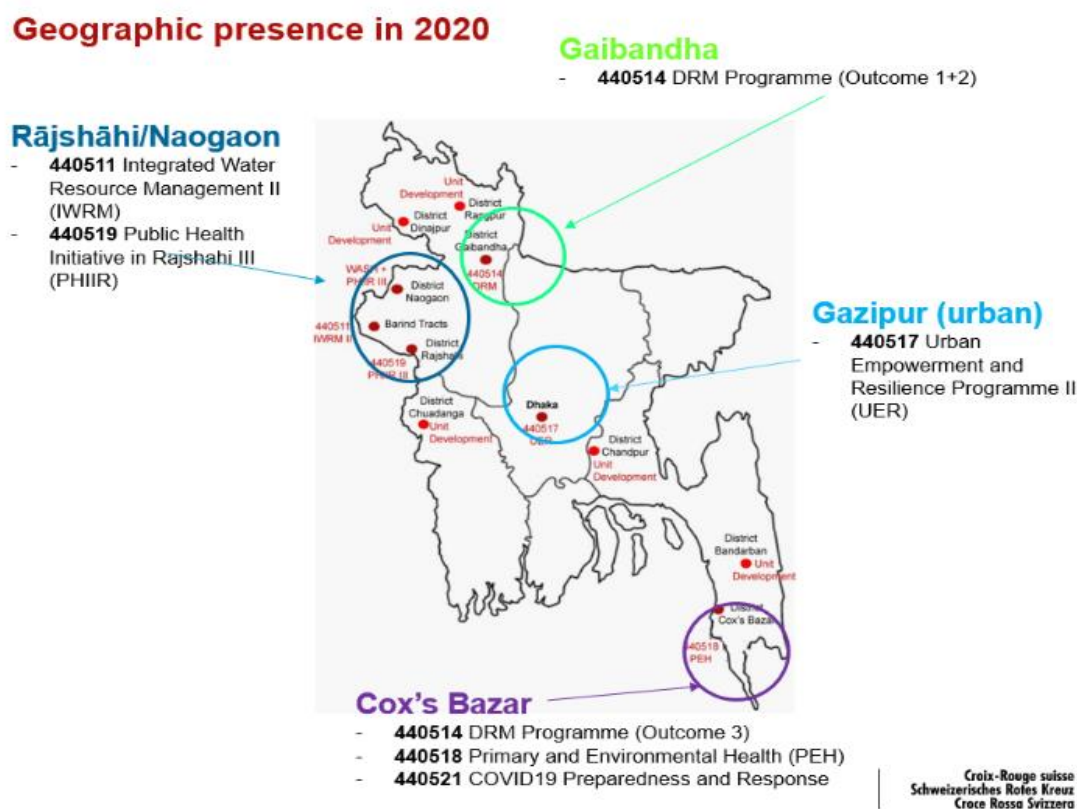 Geographic presence in 2020
Gaibandha
- 440514 DRM Programme (Outcome 1+2)
Rājshāhi/Naogaon
- 440511 Integrated Water
Resource Management II
(IWRM)
- 440519 Public Health
Initiative in Rajshahi III
(PHIIR)
Unit
Development
District
Rangpur
District
Dinajpur
Unit
Development
District
Gaibandha
440514
DRM
WASH +
PHIIR III
District
Naogaon
440511
IWRM II
Barind Tracts
District
Rajshahi
440519
PHIIR III
Gazipur (urban)
- 440517 Urban
Empowerment and
Resilience Programme II
(UER)
District
Chuadanga
Unit
Development
Dhaka
440517
UER
District
Chandpur
Unit
Development
District
Bandarban
Unit
Development
District
Cox's Bazar
440518
PEH
Cox's Bazar
- 440514 DRM Programme (Outcome 3)
- 440518 Primary and Environmental Health (PEH)
- 440521 COVID19 Preparedness and Response
Croix-Rouge suisse
Schweizerisches Rotes Kreuz
Croce Rossa Svizzera